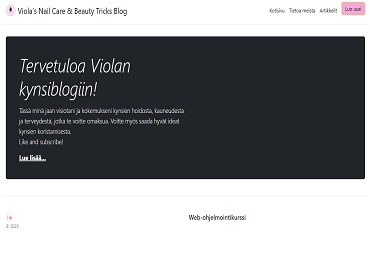 Viola's Nail Care & Beauty Tricks Blog
Kotisivu Tietoa meistä Artikkelit Luo uusi
Tervetuloa Violan
kynsiblogiin!
Tässä minä jaan visiotani ja kokemukseni kynsien hoidosta, kauneudesta
ja terveydestä, jotka te voitte omaksua. Voitte myös saada hyvät ideat
kynsien koristamisesta.
Like and subscribe!
Lue lisää...
Web-ohjelmointikurssi
© 2023